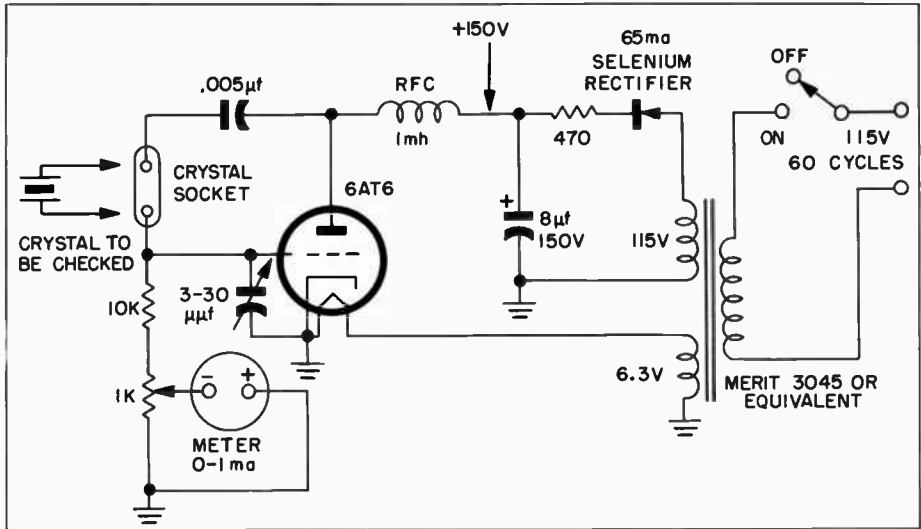 +150V
65ma
SELENIUM
RECTIFIER
OFF
.005µf
RFC
1mh
470
ON
115V
60 CYCLES
CRYSTAL
SOCKET
6AT6
CRYSTAL TO
BE CHECKED
+
8µf
150V
115V
3-30
µµf
10K
1K
- +
METER
0-1ma
6.3V
MERIT 3045 OR
EQUIVALENT